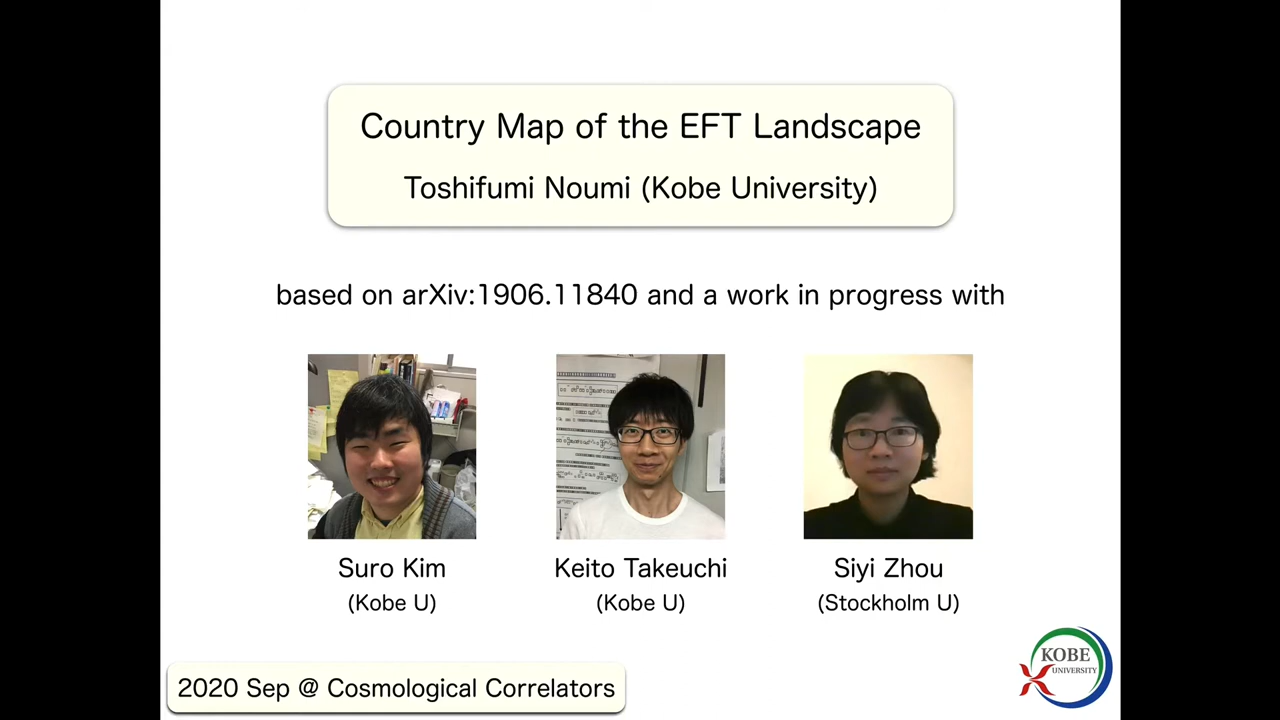 Country Map of the EFT Landscape
Toshifumi Noumi (Kobe University)
based on arXiv:1906.11840 and a work in progress with
Suro Kim
(Kobe U)
Keito Takeuchi
(Kobe U)
Siyi Zhou
(Stockholm U)
2020 Sep @ Cosmological Correlators
KOBE
UNIVERSITY